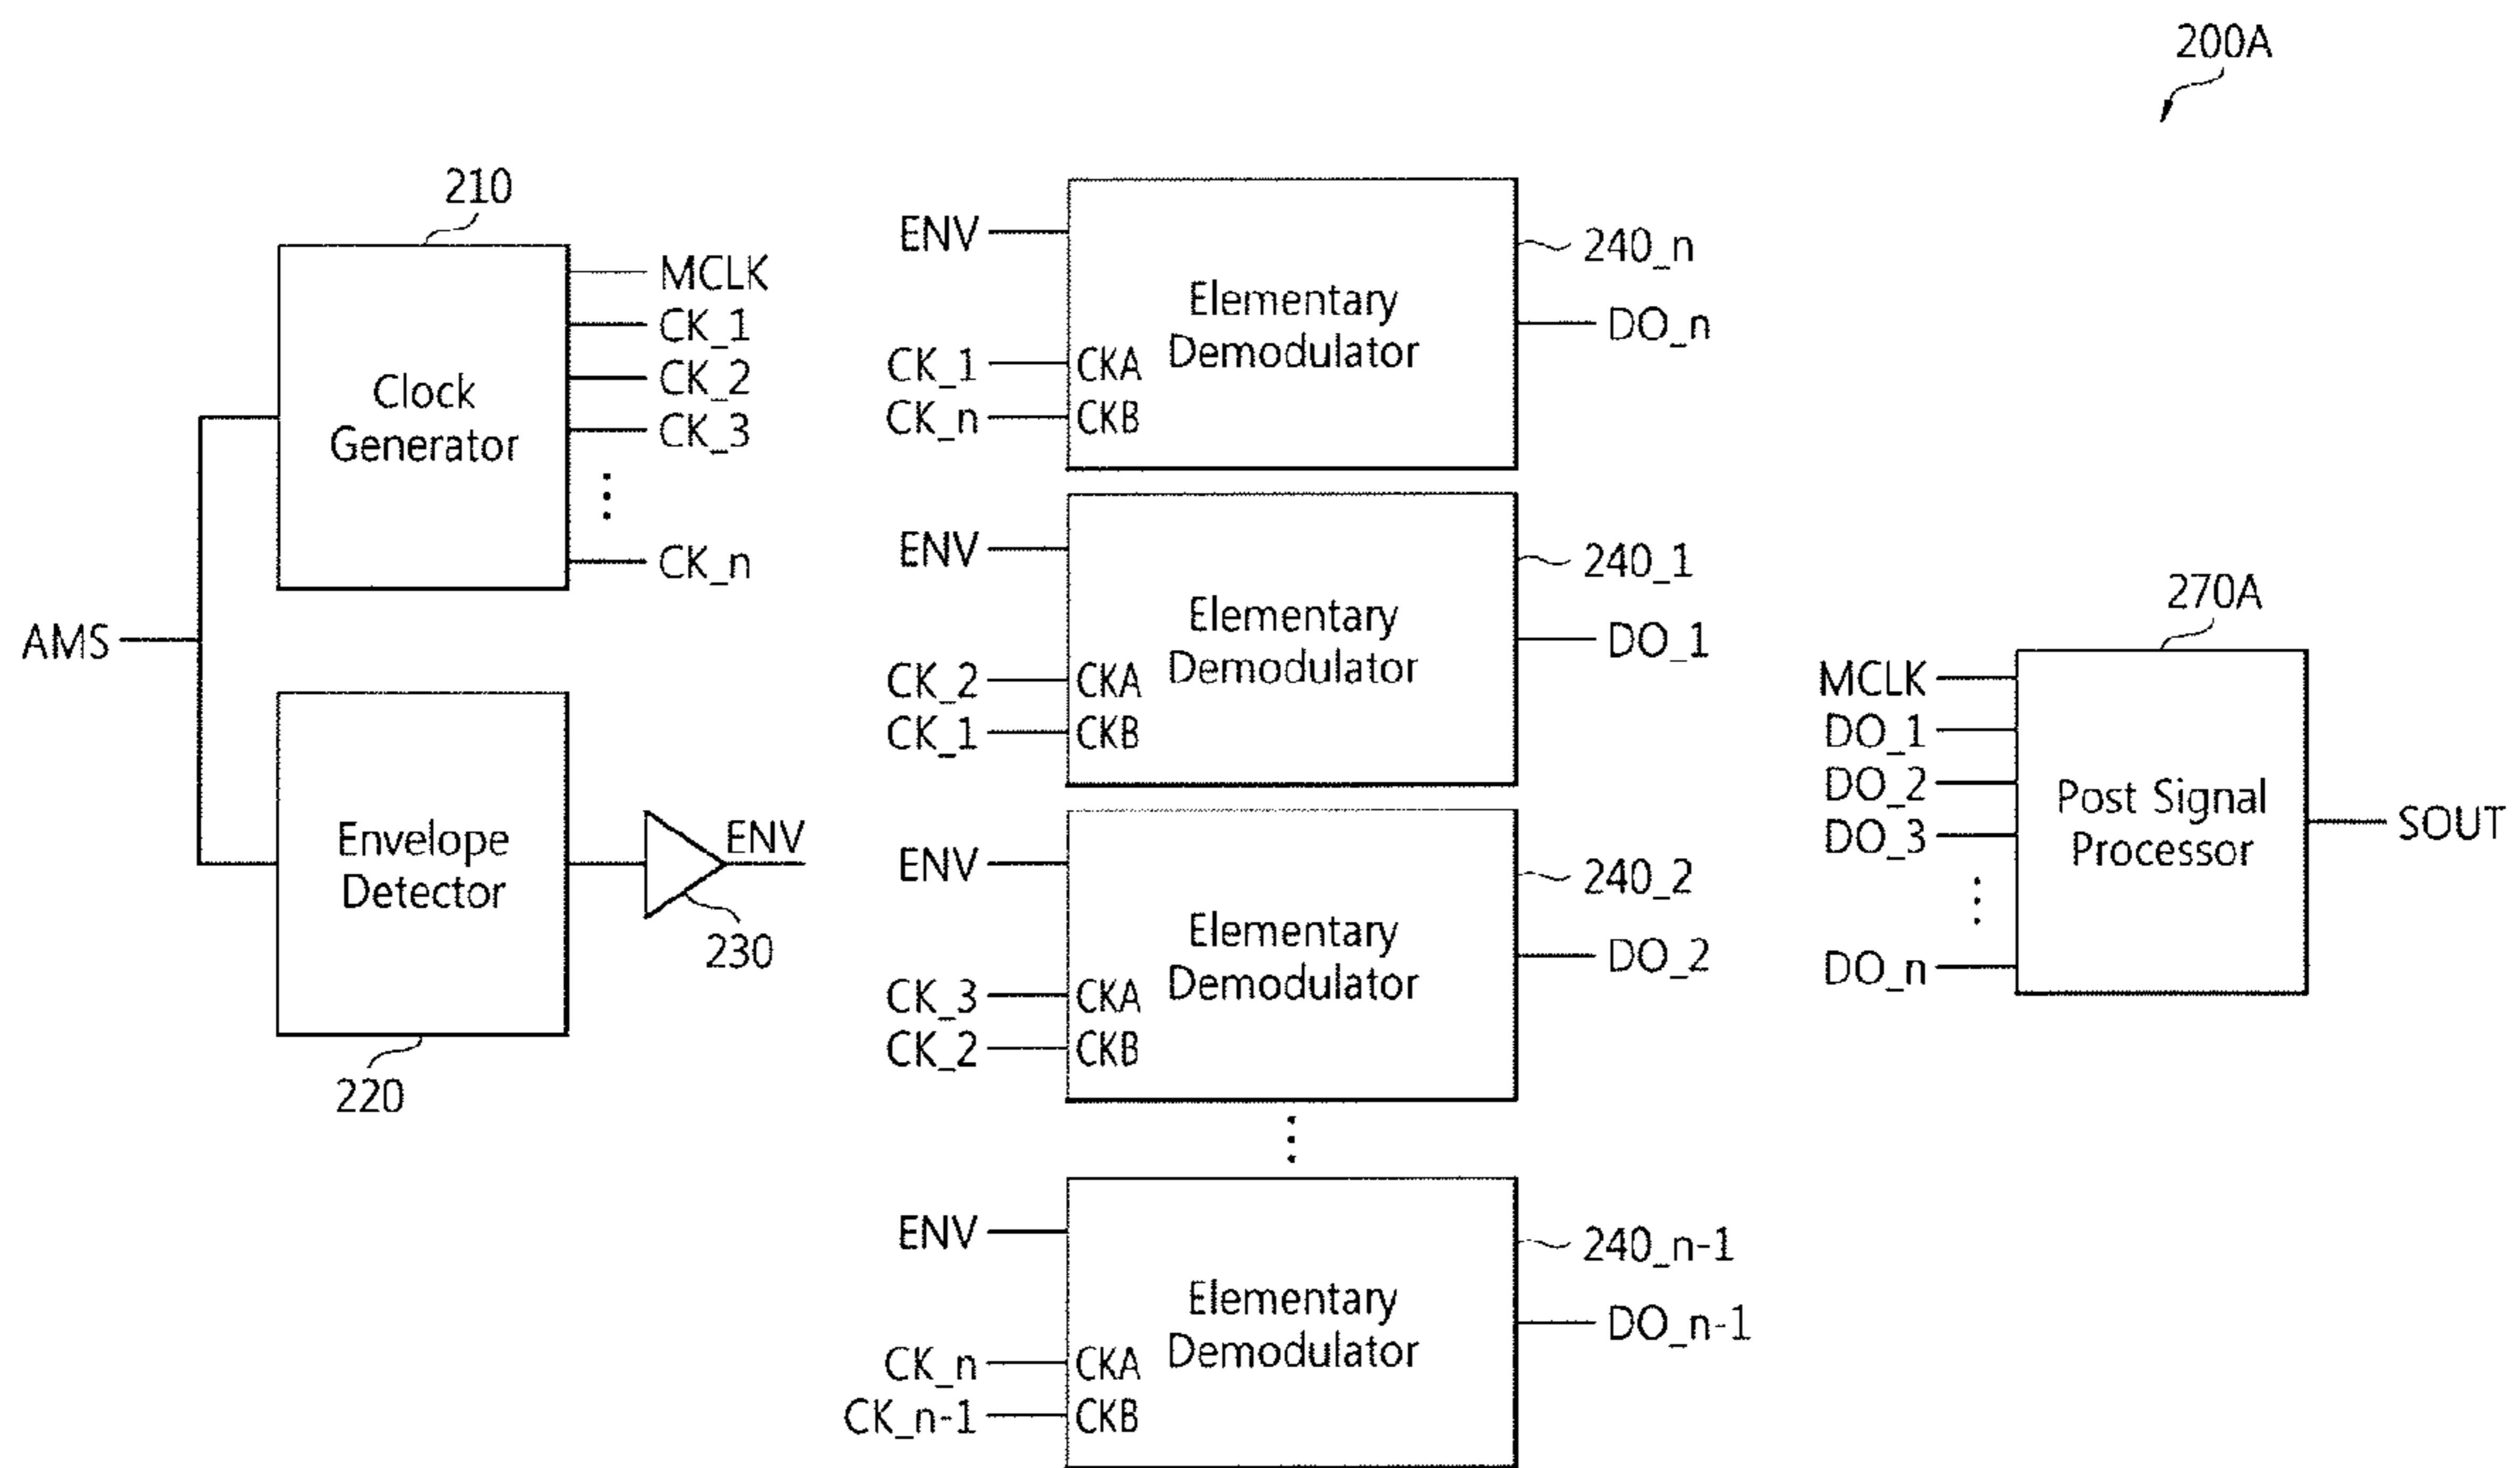 200A
210
MCLK
CK_1
CK_2
CK_3
CK_n
Clock
Generator
AMS
Envelope
Detector
ENV
230
220
ENV
CK_1
CK_n
CKA
CKB
Elementary
Demodulator
240_n
DO_n
ENV
CK_2
CK_1
CKA
CKB
Elementary
Demodulator
240_1
DO_1
ENV
CK_3
CK_2
CKA
CKB
Elementary
Demodulator
240_2
DO_2
ENV
CK_n
CK_n-1
CKA
CKB
Elementary
Demodulator
240_n-1
DO_n-1
270A
MCLK
DO_1
DO_2
DO_3
DO_n
Post Signal
Processor
SOUT